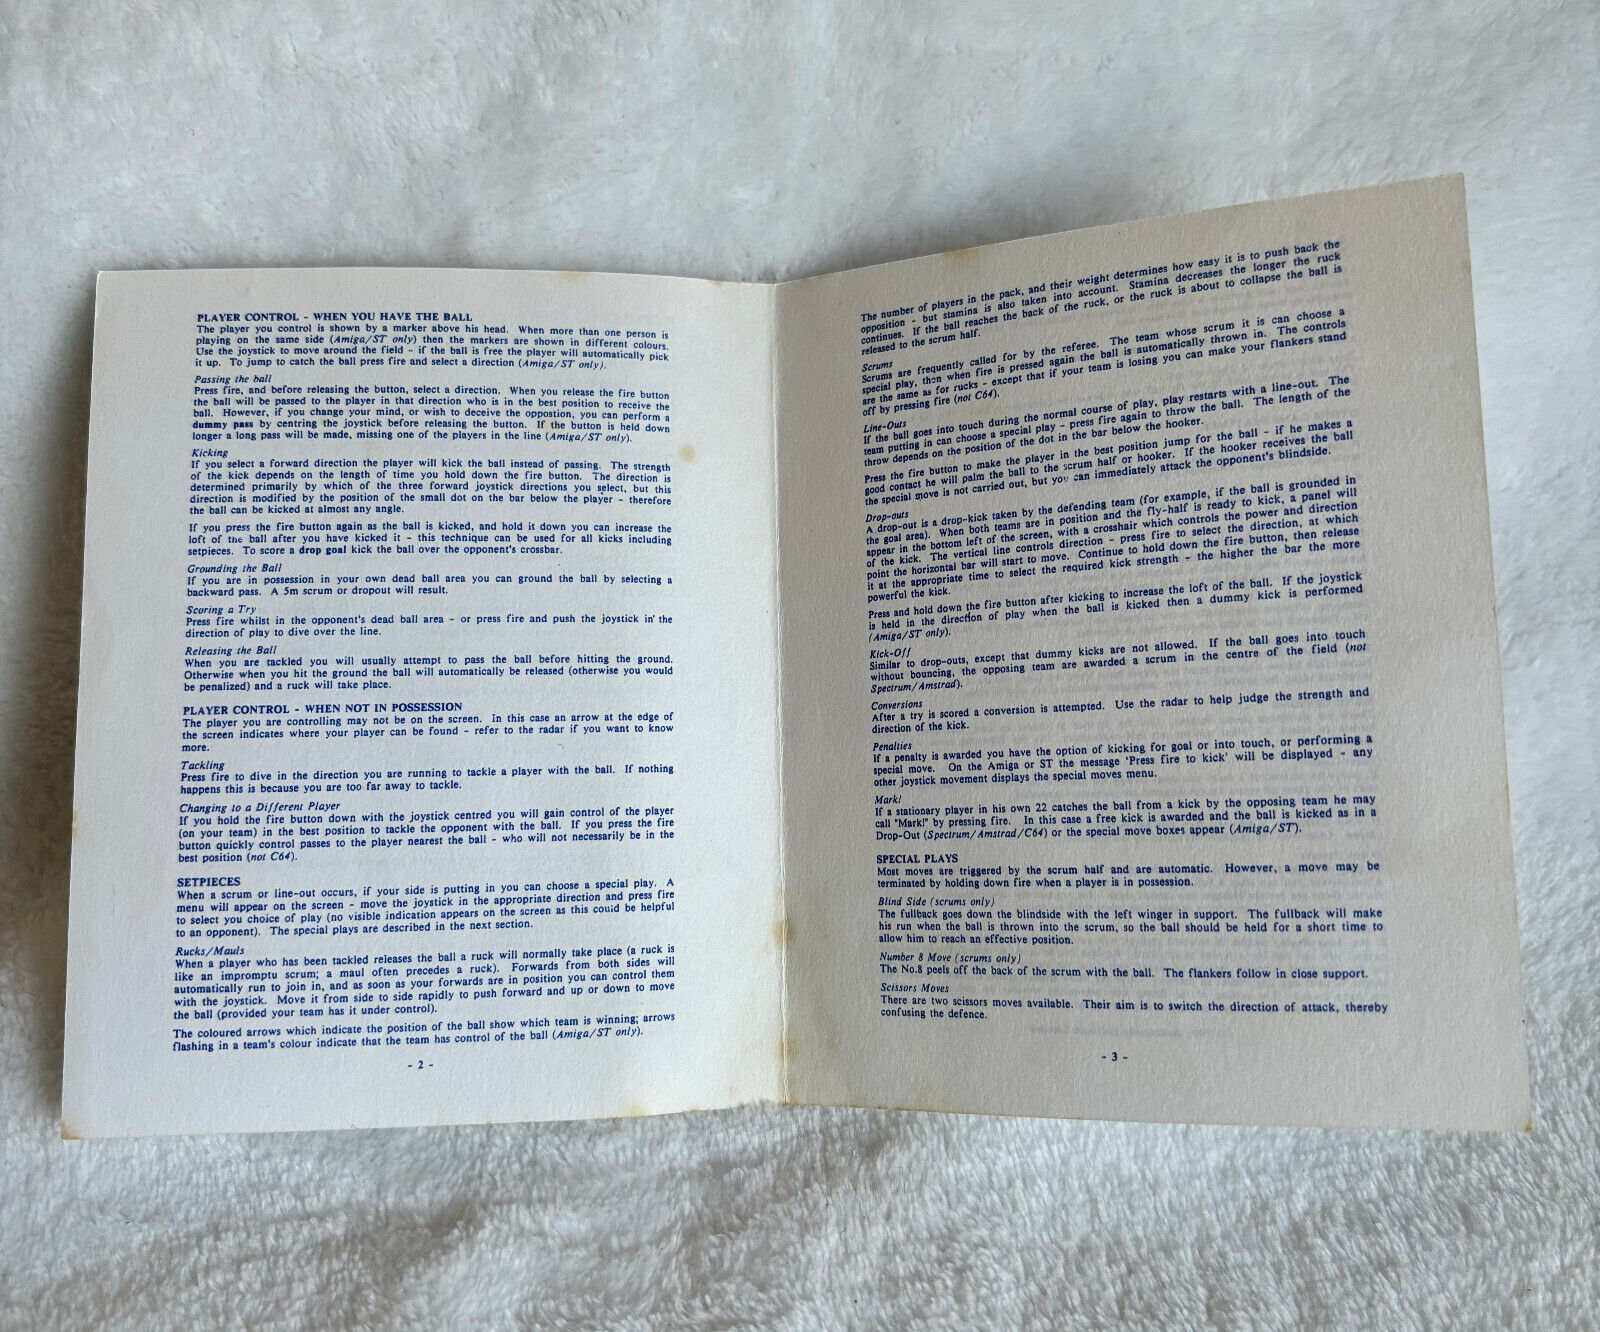 PLAYER CONTROL - WHEN YOU HAVE THE BALL
The player you control is shown by a marker above his head. When more than one person is
playing on the same side (Amiga/ST only) then the markers are shown in different colours.
Use the joystick to move around the field - if the ball is free the player will automatically pick
it up. To jump to catch the ball press fire and select a direction (Amiga/ST only).
Passing the ball
Press fire, and before releasing the button, select a direction. When you release the fire button
the ball will be passed to the player in that direction who is in the best position to receive the
ball. However, if you change your mind, or wish to deceive the oppostion, you can perform a
dummy pass by centring the joystick before releasing the button. If the button is held down
longer a long pass will be made, missing one of the players in the line (Amiga/ST only).
Kicking
If you select a forward direction the player will kick the ball instead of passing. The strength
of the kick depends on the length of time you hold down the fire button. The direction is
determined primarily by which of the three forward joystick directions you select, but this
direction is modified by the position of the small dot on the bar below the player - therefore
the ball can be kicked at almost any angle.
If you press the fire button again as the ball is kicked, and hold it down you can increase the
loft of the ball after you have kicked it - this technique can be used for all kicks including
setpieces. To score a drop goal kick the ball over the opponent's crossbar.
Grounding the Ball
If you are in possession in your own dead ball area you can ground the ball by selecting a
backward pass. A 5m scrum or dropout will result.
Scoring a Try
Press fire whilst in the opponent's dead ball area - or press fire and push the joystick in the
direction of play to dive over the line.
Releasing the Ball
When you are tackled you will usually attempt to pass the ball before hitting the ground.
Otherwise when you hit the ground the ball will automatically be released (otherwise you would
be penalized) and a ruck will take place.
PLAYER CONTROL - WHEN NOT IN POSSESSION
The player you are controlling may not be on the screen. In this case an arrow at the edge of
the screen indicates where your player can be found - refer to the radar if you want to know
more.
Tackling
Press fire to dive in the direction you are running to tackle a player with the ball. If nothing
happens this is because you are too far away to tackle.
Changing to a Different Player
If you hold the fire button down with the joystick centred you will gain control of the player
(on your team) in the best position to tackle the opponent with the ball. If you press the fire
button quickly control passes to the player nearest the ball - who will not necessarily be in the
best position (not C64).
SETPIECES
When a scrum or line-out occurs, if your side is putting in you can choose a special play. A
menu will appear on the screen - move the joystick in the appropriate direction and press fire
to select you choice of play (no visible indication appears on the screen as this could be helpful
to an opponent). The special plays are described in the next section.
Rucks/Mauls
When a player who has been tackled releases the ball a ruck will normally take place (a ruck is
like an impromptu scrum; a maul often precedes a ruck). Forwards from both sides will
automatically run to join in, and as soon as your forwards are in position you can control them
with the joystick. Move it from side to side rapidly to push forward and up or down to move
the ball (provided your team has it under control).
The coloured arrows which indicate the position of the ball show which team is winning; arrows
flashing in a team's colour indicate that the team has control of the ball (Amiga/ST only).
- 2 -
The number of players in the pack, and their weight determines how easy it is to push back the
opposition - but stamina is also taken into account. Stamina decreases the longer the ruck
continues. If the ball reaches the back of the ruck, or the ruck is about to collapse the ball is
released to the scrum half.
Scrums
Scrums are frequently called for by the referee. The team whose scrum it is can choose a
special play, then when fire is pressed again the ball is automatically thrown in. The controls
are the same as for rucks - except that if your team is losing you can make your flankers stand
off by pressing fire (not C64).
Line-Outs
If the ball goes into touch during the normal course of play, play restarts with a line-out. The
team putting in can choose a special play - press fire again to throw the ball. The length of the
throw depends on the position of the dot in the bar below the hooker.
Press the fire button to make the player in the best position jump for the ball - if he makes a
good contact he will palm the ball to the scrum half or hooker. If the hooker receives the ball
the special move is not carried out, but you can immediately attack the opponent's blindside.
Drop-outs
A drop-out is a drop-kick taken by the defending team (for example, if the ball is grounded in
the goal area). When both teams are in position and the fly-half is ready to kick, a panel will
appear in the bottom left of the screen, with a crosshair which controls the power and direction
of the kick. The vertical line controls direction - press fire to select the direction, at which
point the horizontal bar will start to move. Continue to hold down the fire button, then release
it at the appropriate time to select the required kick strength - the higher the bar the more
powerful the kick.
Press and hold down the fire button after kicking to increase the loft of the ball. If the joystick
is held in the direction of play when the ball is kicked then a dummy kick is performed
(Amiga/ST only).
Kick-Off
Similar to drop-outs, except that dummy kicks are not allowed. If the ball goes into touch
without bouncing, the opposing team are awarded a scrum in the centre of the field (not
Spectrum/Amstrad).
Conversions
After a try is scored a conversion is attempted. Use the radar to help judge the strength and
direction of the kick.
Penalties
If a penalty is awarded you have the option of kicking for goal or into touch, or performing a
special move. On the Amiga or ST the message 'Press fire to kick' will be displayed - any
other joystick movement displays the special moves menu.
Mark!
If a stationary player in his own 22 catches the ball from a kick by the opposing team he may
call "Mark!" by pressing fire. In this case a free kick is awarded and the ball is kicked as in a
Drop-Out (Spectrum/Amstrad/C64) or the special move boxes appear (Amiga/ST).
SPECIAL PLAYS
Most moves are triggered by the scrum half and are automatic. However, a move may be
terminated by holding down fire when a player is in possession.
Blind Side (scrums only)
The fullback goes down the blindside with the left winger in support. The fullback will make
his run when the ball is thrown into the scrum, so the ball should be held for a short time to
allow him to reach an effective position.
Number 8 Move (scrums only)
The No.8 peels off the back of the scrum with the ball. The flankers follow in close support.
Scissors Moves
There are two scissors moves available. Their aim is to switch the direction of attack, thereby
confusing the defence.
- 3 -